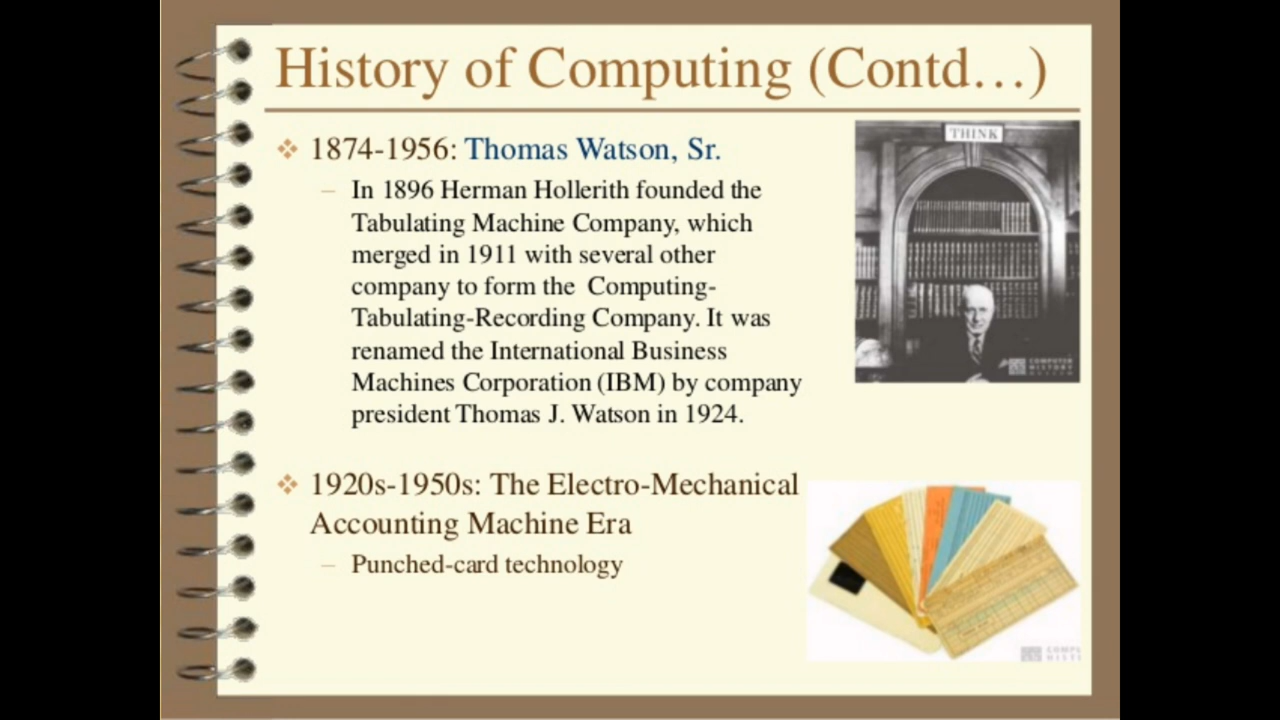 History of Computing (Contd…)
1874-1956: Thomas Watson, Sr.
– In 1896 Herman Hollerith founded the
Tabulating Machine Company, which
merged in 1911 with several other
company to form the Computing-
Tabulating-Recording Company. It was
renamed the International Business
Machines Corporation (IBM) by company
president Thomas J. Watson in 1924.
1920s-1950s: The Electro-Mechanical
Accounting Machine Era
– Punched-card technology
THINK
COMPUTER
HISTORY